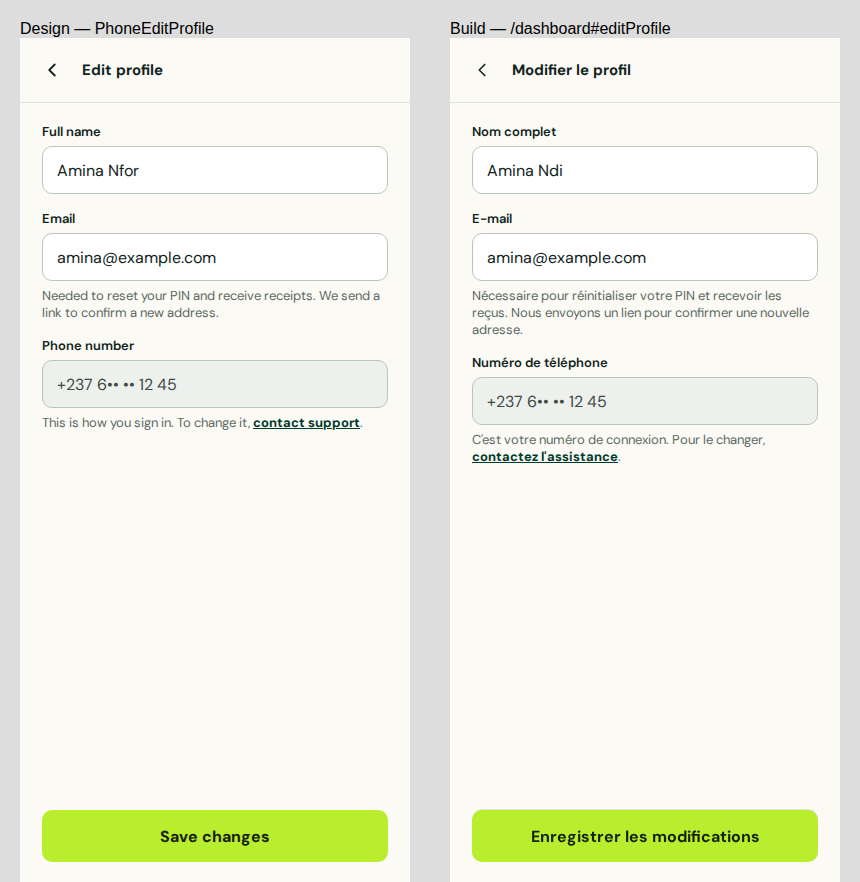 Design — PhoneEditProfile
Edit profile
Full name
Amina Nfor
Email
amina@example.com
Needed to reset your PIN and receive receipts. We send a
link to confirm a new address.
Phone number
+237 6•• •• 12 45
This is how you sign in. To change it, contact support.
Save changes
Build — /dashboard#editProfile
Modifier le profil
Nom complet
Amina Ndi
E-mail
amina@example.com
Nécessaire pour réinitialiser votre PIN et recevoir les
reçus. Nous envoyons un lien pour confirmer une nouvelle
adresse.
Numéro de téléphone
+237 6•• •• 12 45
C'est votre numéro de connexion. Pour le changer,
contactez l'assistance.
Enregistrer les modifications